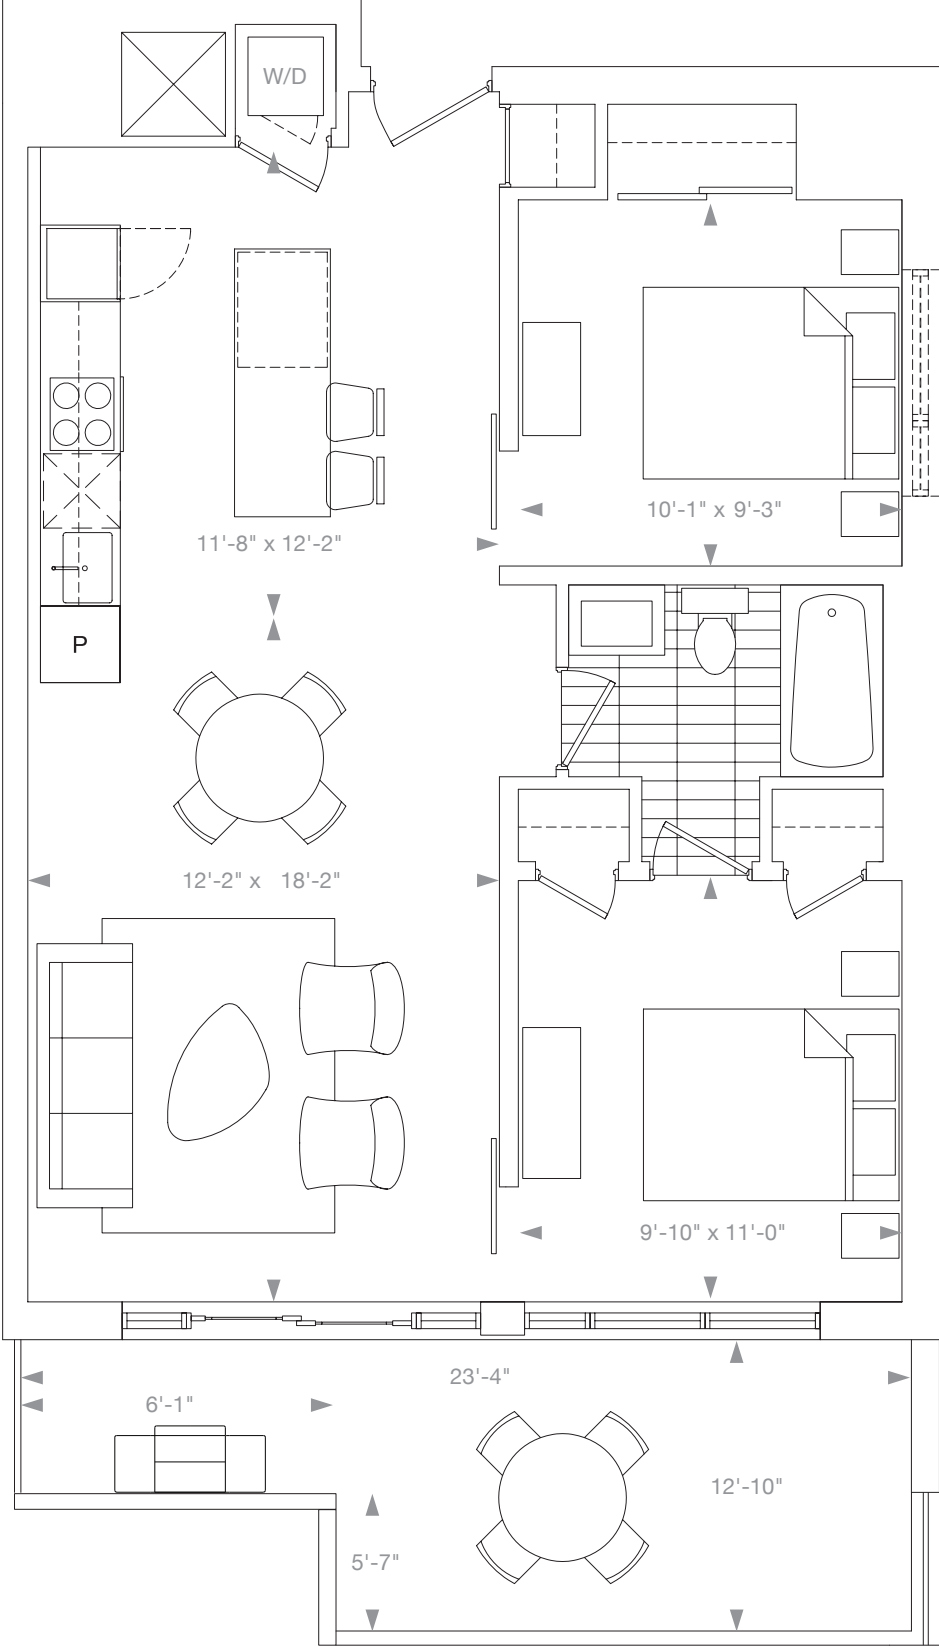 W/D
10'-1" x 9'-3"
11'-8" x 12'-2"
P
12'-2" x 18'-2"
9'-10" x 11'-0"
23'-4"
6'-1"
12'-10"
5'-7"